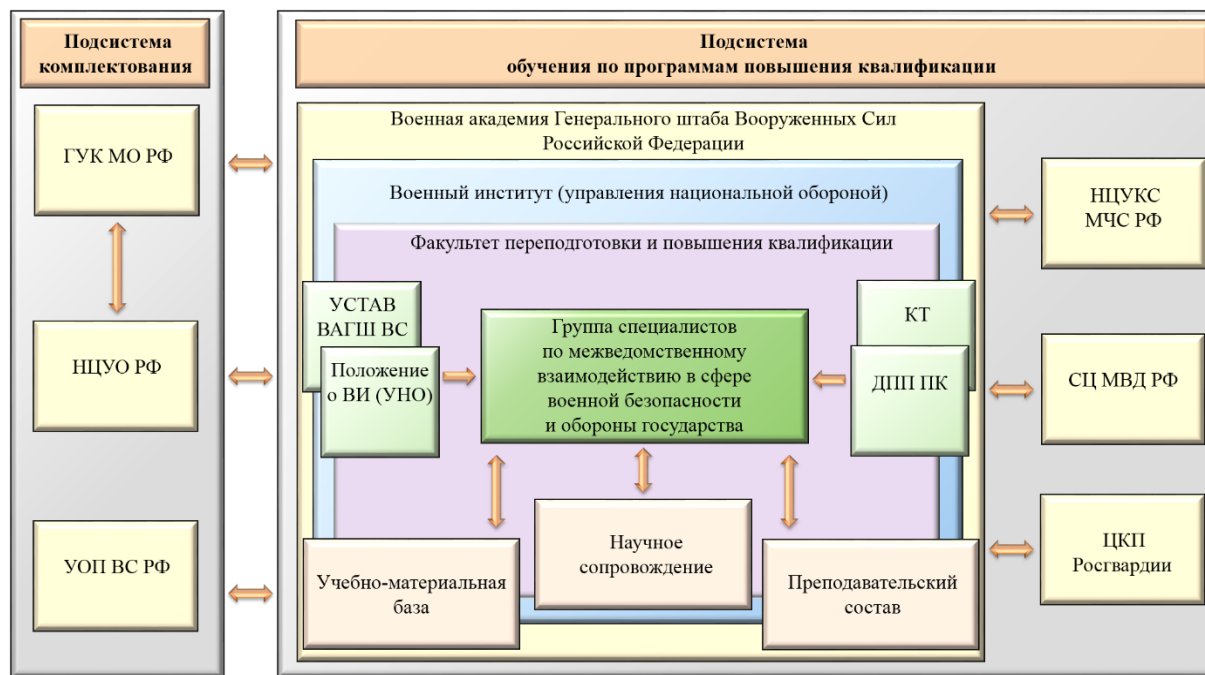 Подсистема
комплектования
ГУК МО РФ
НЦУО РФ
УОП ВС РФ
Подсистема
обучения по программам повышения квалификации
Военная академия Генерального штаба Вооруженных Сил
Российской Федерации
Военный институт (управления национальной обороной)
Факультет переподготовки и повышения квалификации
УСТАВ
ВАГШ ВС
Положение
о ВИ (УНО)
Группа специалистов
по межведомственному
взаимодействию в сфере
военной безопасности
и обороны государства
КТ
ДПП ПК
Учебно-материальная
база
Научное
сопровождение
Преподавательский
состав
НЦУКС
МЧС РФ
СЦ МВД РФ
ЦКП
Росгвардии